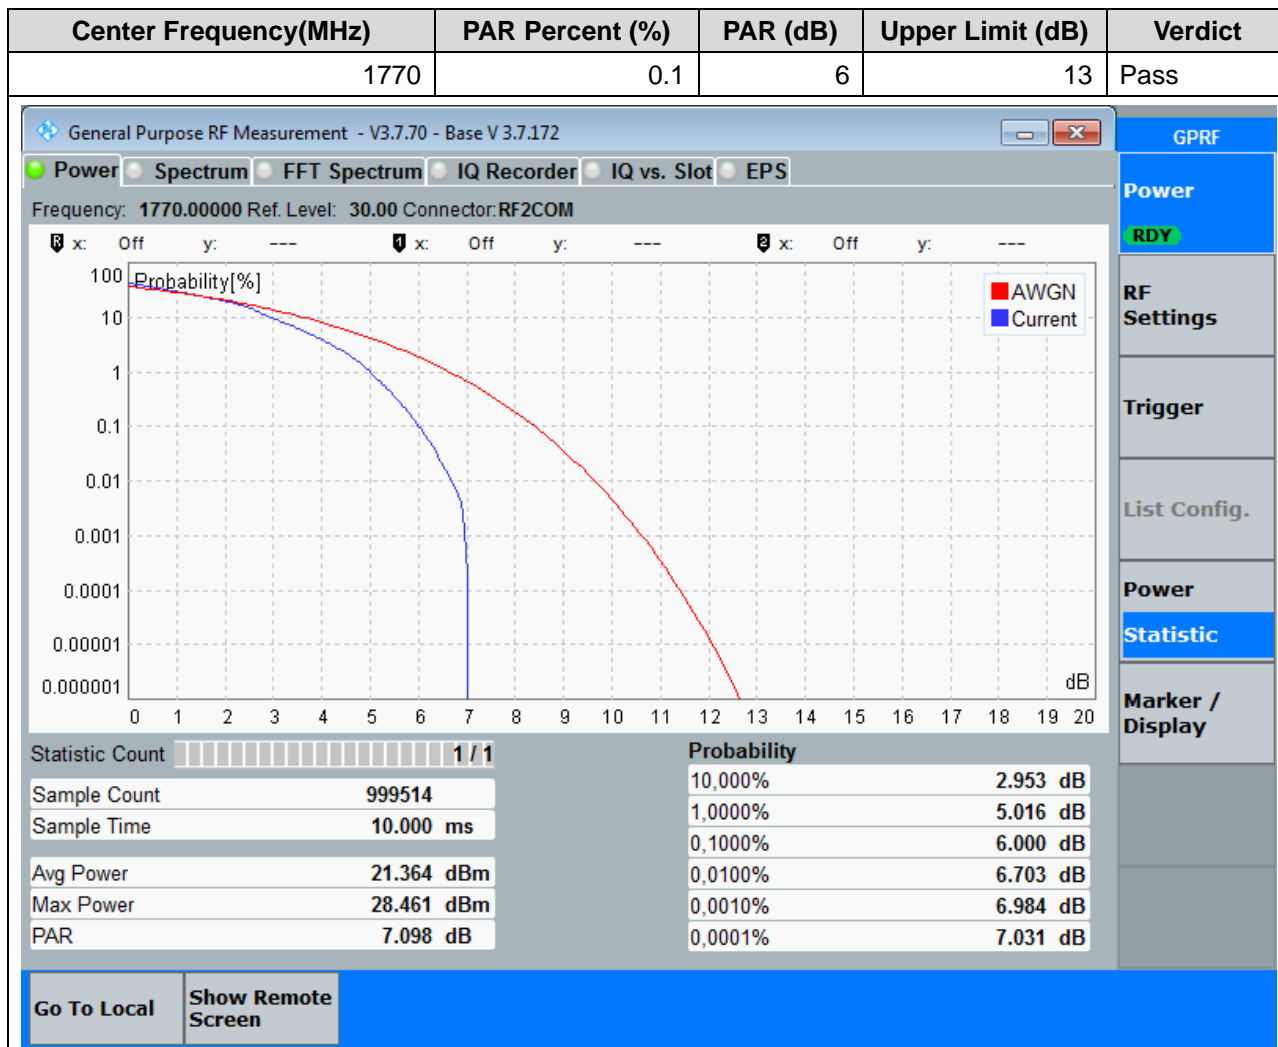 Center Frequency(MHz) PAR Percent (%) PAR (dB) Upper Limit (dB) Verdict
1770 0.1 6 13 Pass
General Purpose RF Measurement - V3.7.70 - Base V 3.7.172
GPRF
Power Spectrum FFT Spectrum IQ Recorder IQ vs. Slot EPS
Frequency: 1770.00000 Ref. Level: 30.00 Connector:RF2COM
R x: Off y: --- 1 x: Off y: --- 2 x: Off y: ---
Probability[%]
AWGN
Current
100
10
1
0.1
0.01
0.001
0.0001
0.00001
0.000001
dB
0 1 2 3 4 5 6 7 8 9 10 11 12 13 14 15 16 17 18 19 20
Statistic Count 1 / 1
Sample Count 999514
Sample Time 10.000 ms
Avg Power 21.364 dBm
Max Power 28.461 dBm
PAR 7.098 dB
Probability
10,000% 2.953 dB
1,0000% 5.016 dB
0,1000% 6.000 dB
0,0100% 6.703 dB
0,0010% 6.984 dB
0,0001% 7.031 dB
Power
RDY
RF
Settings
Trigger
List Config.
Power
Statistic
Marker /
Display
Go To Local
Show Remote
Screen